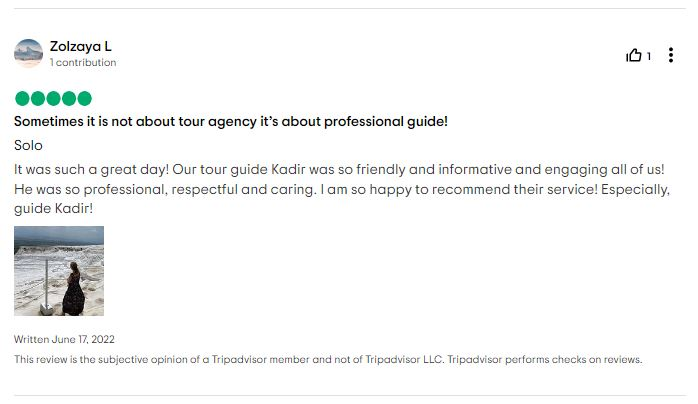 Zolzaya L
1 contribution
1
Sometimes it is not about tour agency it’s about professional guide!
Solo
It was such a great day! Our tour guide Kadir was so friendly and informative and engaging all of us!
He was so professional, respectful and caring. I am so happy to recommend their service! Especially,
guide Kadir!
Written June 17, 2022
This review is the subjective opinion of a Tripadvisor member and not of Tripadvisor LLC. Tripadvisor performs checks on reviews.